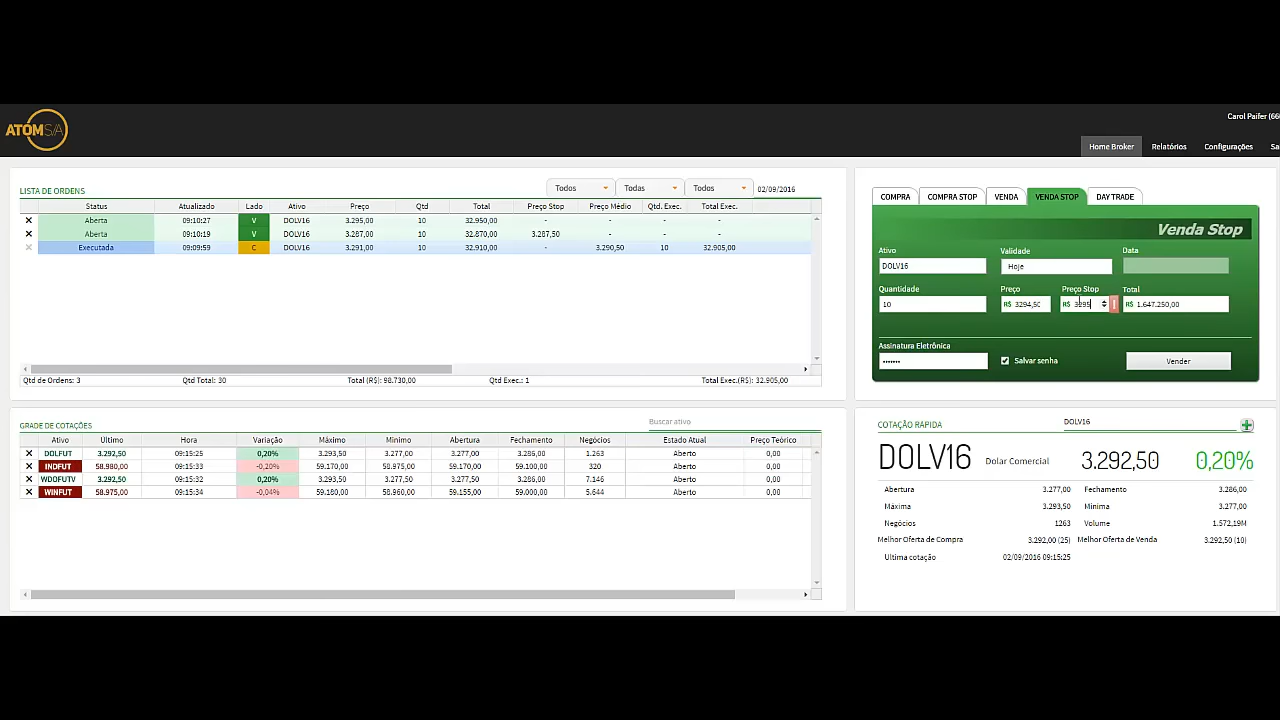 ATOM S/A
Carol Paifer (66
Home Broker Relatórios Configurações Sa
LISTA DE ORDENS Todos Todas Todos 02/09/2016
Status Atualizado Lado Ativo Preço Qtd Total Preço Stop Preço Médio Qtd. Exec. Total Exec.
Aberta 09:10:27 V DOLV16 3.295,00 10 32.950,00 - - - -
Aberta 09:10:19 V DOLV16 3.287,00 10 32.870,00 3.287,50 - - -
Executada 09:09:59 C DOLV16 3.291,00 10 32.910,00 - 3.290,50 10 32.905,00
Qtd de Ordens: 3 Qtd Total: 30 Total (R$): 98.730,00 Qtd Exec.: 1 Total Exec.(R$): 32.905,00
COMPRA COMPRA STOP VENDA VENDA STOP DAY TRADE
Venda Stop
Ativo Validade Data
DOLV16 Hoje
Quantidade Preço Preço Stop Total
10 R$ 3294,50 R$ 3295 R$ 1.647.250,00
Assinatura Eletrônica
••••••• Salvar senha Vender
GRADE DE COTAÇÕES Buscar ativo
Ativo Último Hora Variação Máximo Mínimo Abertura Fechamento Negócios Estado Atual Preço Teórico
DOLFUT 3.292,50 09:15:25 0,20% 3.293,50 3.277,00 3.277,00 3.286,00 1.263 Aberto 0,00
INDFUT 58.980,00 09:15:33 -0,20% 59.170,00 58.975,00 59.170,00 59.100,00 320 Aberto 0,00
WDOFUTV 3.292,50 09:15:32 0,20% 3.293,50 3.277,50 3.277,50 3.286,00 7.146 Aberto 0,00
WINFUT 58.975,00 09:15:34 -0,04% 59.180,00 58.960,00 59.155,00 59.000,00 5.644 Aberto 0,00
COTAÇÃO RÁPIDA DOLV16
DOLV16 Dolar Comercial 3.292,50 0,20%
Abertura 3.277,00 Fechamento 3.286,00
Máxima 3.293,50 Mínima 3.277,00
Negócios 1263 Volume 1.572,19M
Melhor Oferta de Compra 3.292,00 (25) Melhor Oferta de Venda 3.292,50 (10)
Ultima cotação 02/09/2016 09:15:25